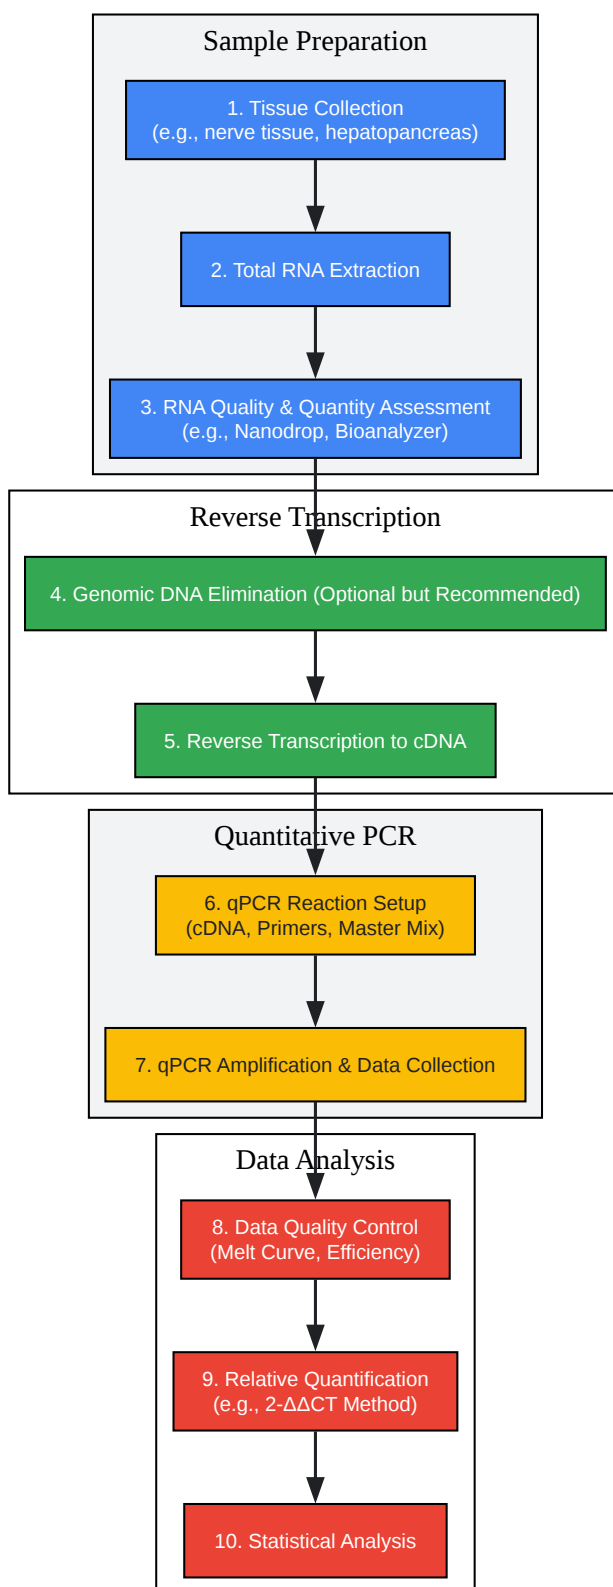 Sample Preparation
1. Tissue Collection
(e.g., nerve tissue, hepatopancreas)
2. Total RNA Extraction
3. RNA Quality & Quantity Assessment
(e.g., Nanodrop, Bioanalyzer)
Reverse Transcription
4. Genomic DNA Elimination (Optional but Recommended)
5. Reverse Transcription to cDNA
Quantitative PCR
6. qPCR Reaction Setup
(cDNA, Primers, Master Mix)
7. qPCR Amplification & Data Collection
Data Analysis
8. Data Quality Control
(Melt Curve, Efficiency)
9. Relative Quantification
(e.g., 2-ΔΔCT Method)
10. Statistical Analysis